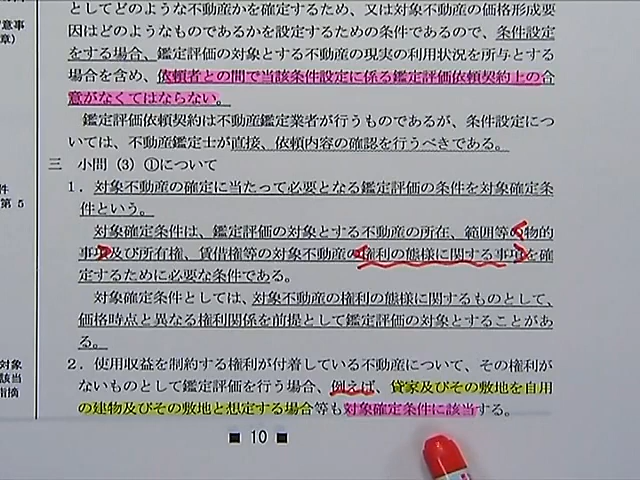 としてどのような不動産かを確定するため、又は対象不動産の価格形成要
因はどのようなものであるかを設定するための条件であるので、条件設定
をする場合、鑑定評価の対象とする不動産の現実の利用状況を所与とする
場合を含め、依頼者との間で当該条件設定に係る鑑定評価依頼契約上の合
意がなくてはならない。
鑑定評価依頼契約は不動産鑑定業者が行うものであるが、条件設定につ
いては、不動産鑑定士が直接、依頼内容の確認を行うべきである。
三 小問(3)①について
1.対象不動産の確定に当たって必要となる鑑定評価の条件を対象確定条
件という。
対象確定条件は、鑑定評価の対象とする不動産の所在、範囲等の物的
事項及び所有権、賃借権等の対象不動産の権利の態様に関する事項を確
定するために必要な条件である。
対象確定条件としては、対象不動産の権利の態様に関するものとして、
価格時点と異なる権利関係を前提として鑑定評価の対象とすることがあ
る。
2.使用収益を制約する権利が付着している不動産について、その権利が
ないものとして鑑定評価を行う場合、例えば、貸家及びその敷地を自用
の建物及びその敷地と想定する場合等も対象確定条件に該当する。
■ 10 ■
意事
章)
件
第 5
対象
該当
指摘